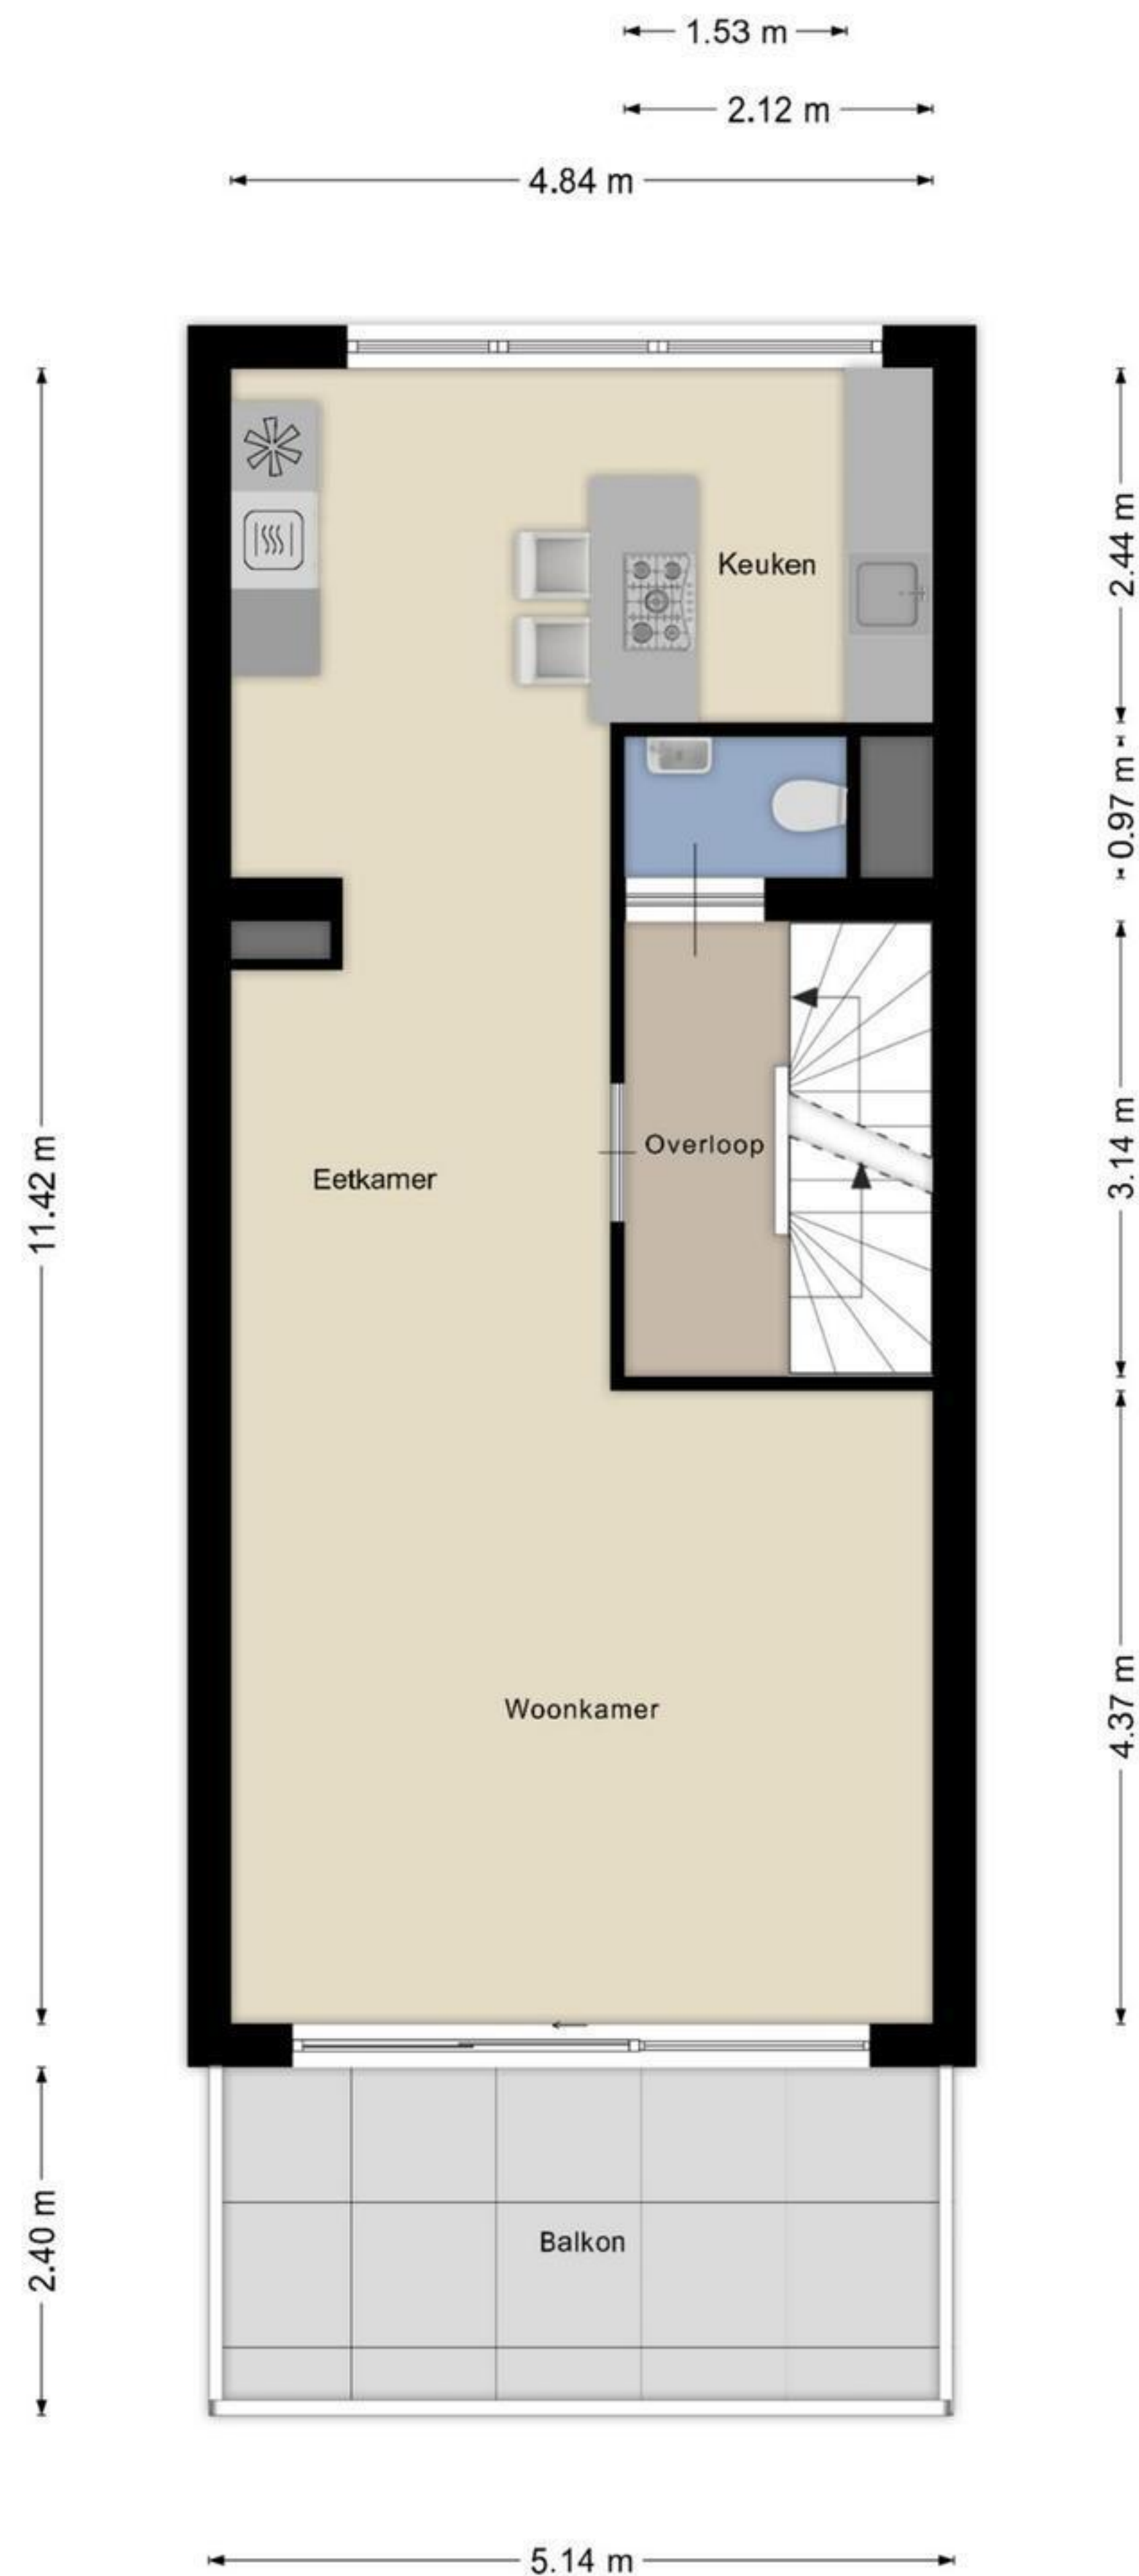 1.53 m
2.12 m
4.84 m
2.44 m
Keuken
0.97 m
11.42 m
3.14 m
Overloop
Eetkamer
4.37 m
Woonkamer
2.40 m
Balkon
5.14 m